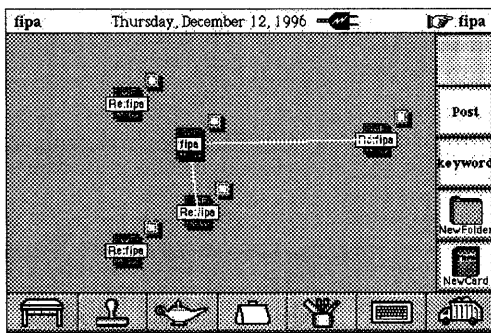 fipa Thursday, December 12, 1996 fipa
Re:fipa
Post
fipa
Re:fipa
keyword
Re:fipa
NewFolder
Re:fipa
NewCard